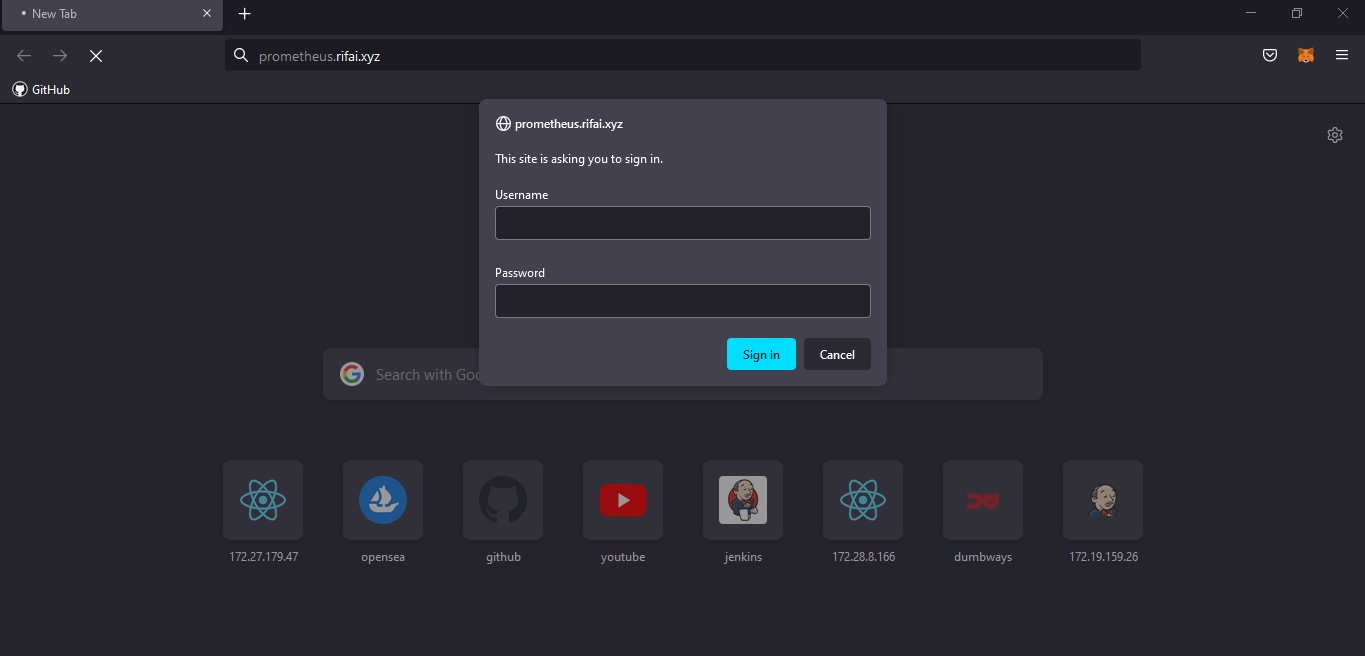 New Tab
prometheus.rifai.xyz
GitHub
prometheus.rifai.xyz
This site is asking you to sign in.
Username
Password
Sign in Cancel
Search with Goo
172.27.179.47 opensea github youtube jenkins 172.28.8.166 dumbways 172.19.159.26